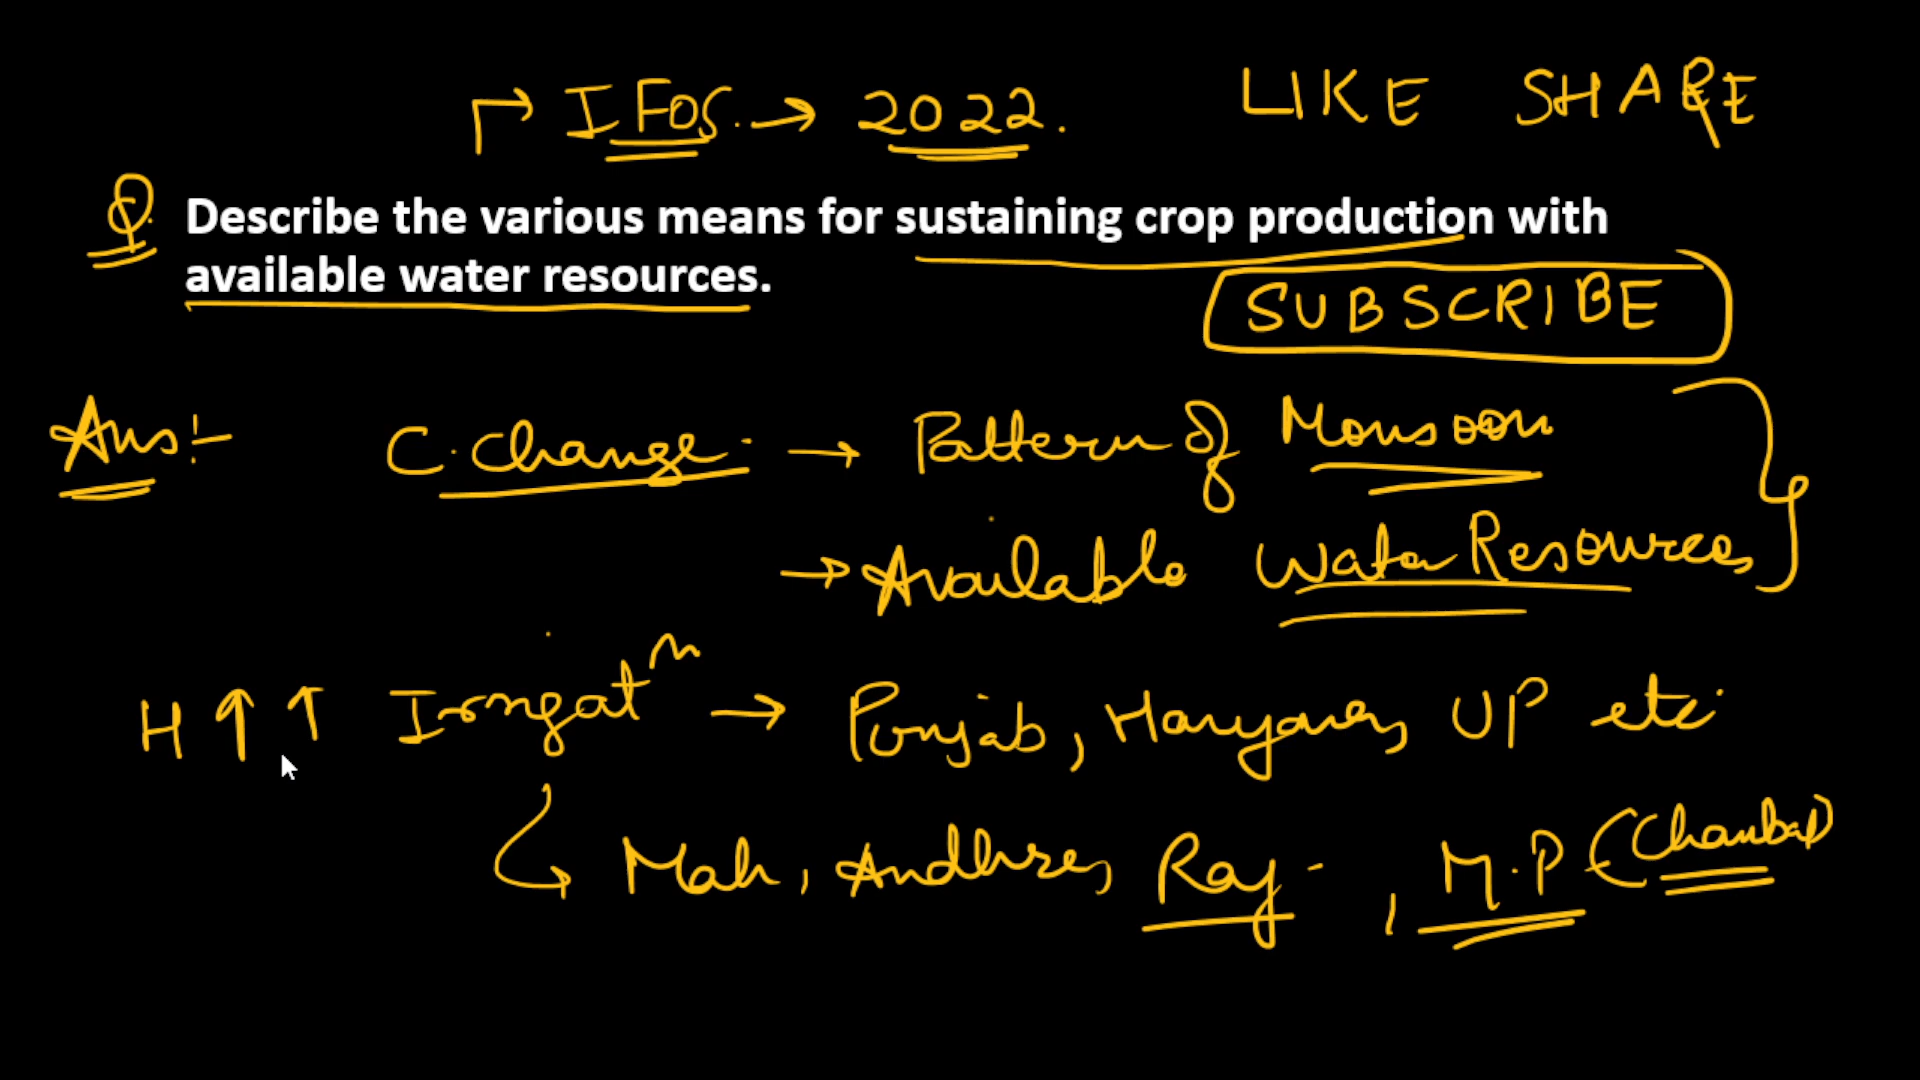 IFoS. → 2022. LIKE SHARE
Q. Describe the various means for sustaining crop production with
available water resources.
SUBSCRIBE
Ans:- C. Change. → Pattern of Monsoon
→ Available Water Resources
H ↑ ↑ Irrigatn → Punjab, Haryana, UP etc.
Mah, Andhra, Raj-, M.P (Chambal)